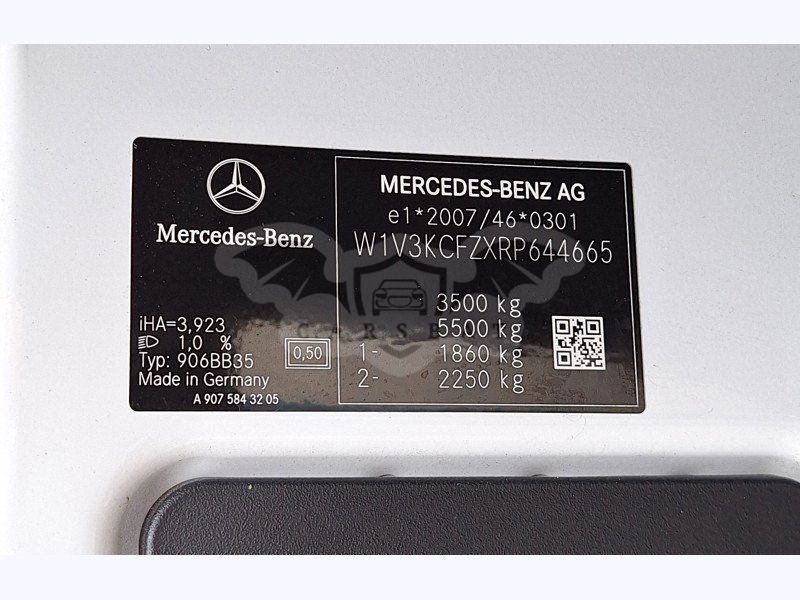 Mercedes-Benz
iHA=3,923
1,0 %
Typ: 906BB35
Made in Germany
0,50
A 907 584 32 05
MERCEDES-BENZ AG
e1*2007/46*0301
W1V3KCFZXRP644665
3500 kg
5500 kg
1- 1860 kg
2- 2250 kg